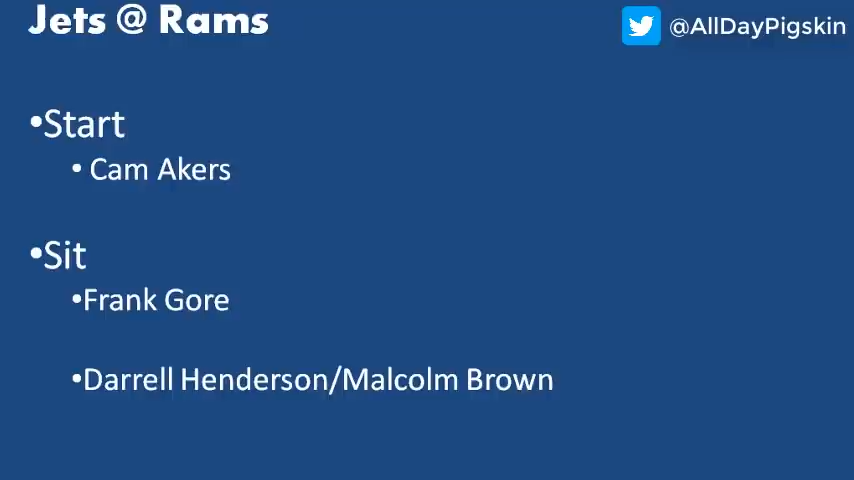 Jets @ Rams
@AllDayPigskin
•Start
• Cam Akers
•Sit
•Frank Gore
•Darrell Henderson/Malcolm Brown